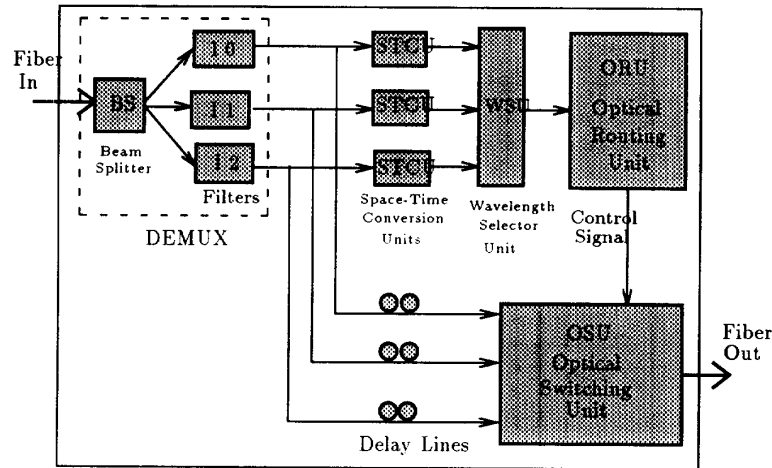 Fiber
In
BS
Beam
Splitter
I 0
I 1
I 2
Filters
DEMUX
STCU
STCU
STCU
Space-Time
Conversion
Units
WSU
Wavelength
Selector
Unit
ORU
Optical
Routing
Unit
Control
Signal
OSU
Optical
Switching
Unit
Fiber
Out
Delay Lines